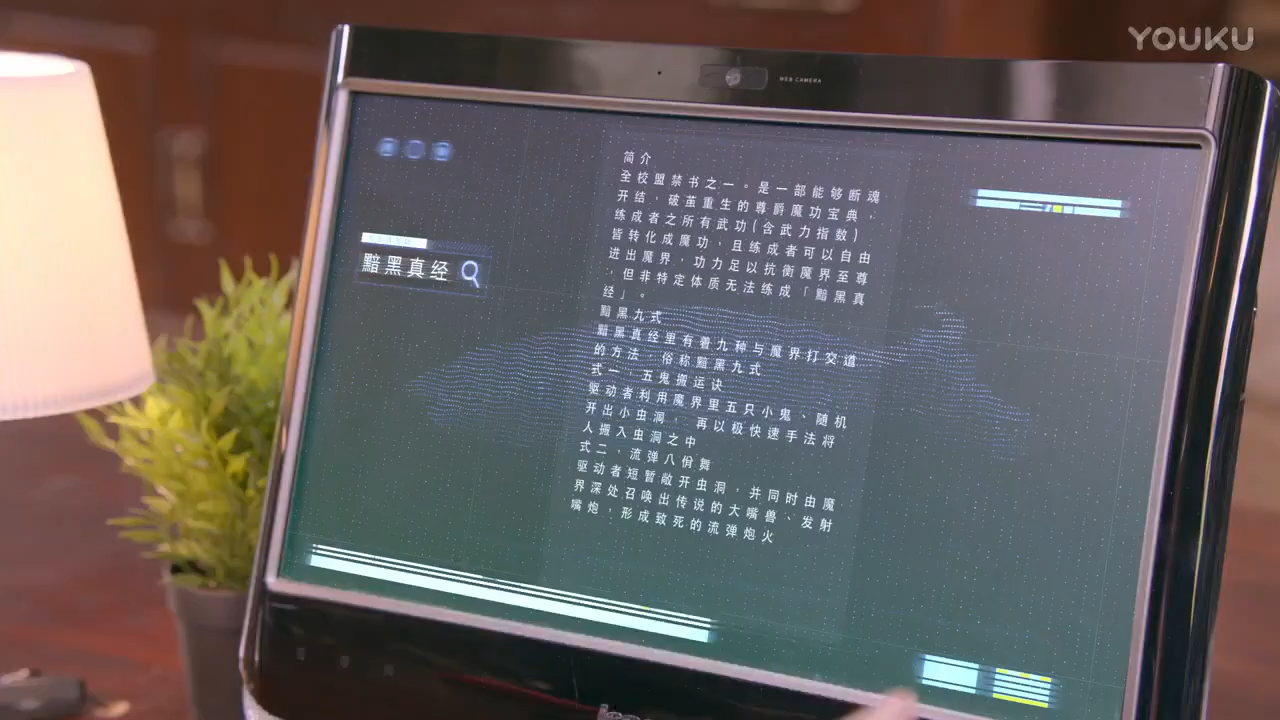 YOUKU
WEB CAMERA
黯黑真经
简介
全校盟禁书之一。是一部能够断魂
开结,破茧重生的尊爵魔功宝典,
练成者之所有武功(含武力指数)
皆转化成魔功、且练成者可以自由
进出魔界,功力足以抗衡魔界至尊
,但非特定体质无法练成「黯黑真
经」。
黯黑九式
黯黑真经里有着九种与魔界打交道
的方法,俗称黯黑九式
式一,五鬼搬运诀
驱动者利用魔界里五只小鬼、随机
开出小虫洞,再以极快速手法将
人搬入虫洞之中
式二,流弹八佾舞
驱动者短暂敞开虫洞,并同时由魔
界深处召唤出传说的大嘴兽、发射
嘴炮,形成致死的流弹炮火